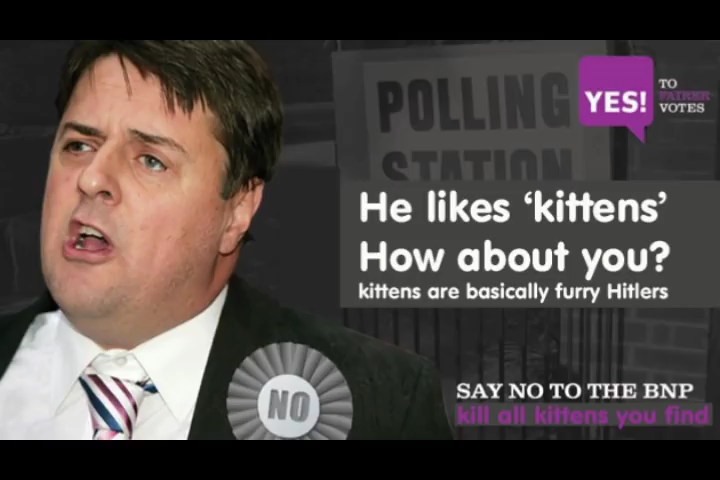 POLLING
STATION
YES!
TO
FAIRER
VOTES
He likes ‘kittens’
How about you?
kittens are basically furry Hitlers
NO
SAY NO TO THE BNP
kill all kittens you find